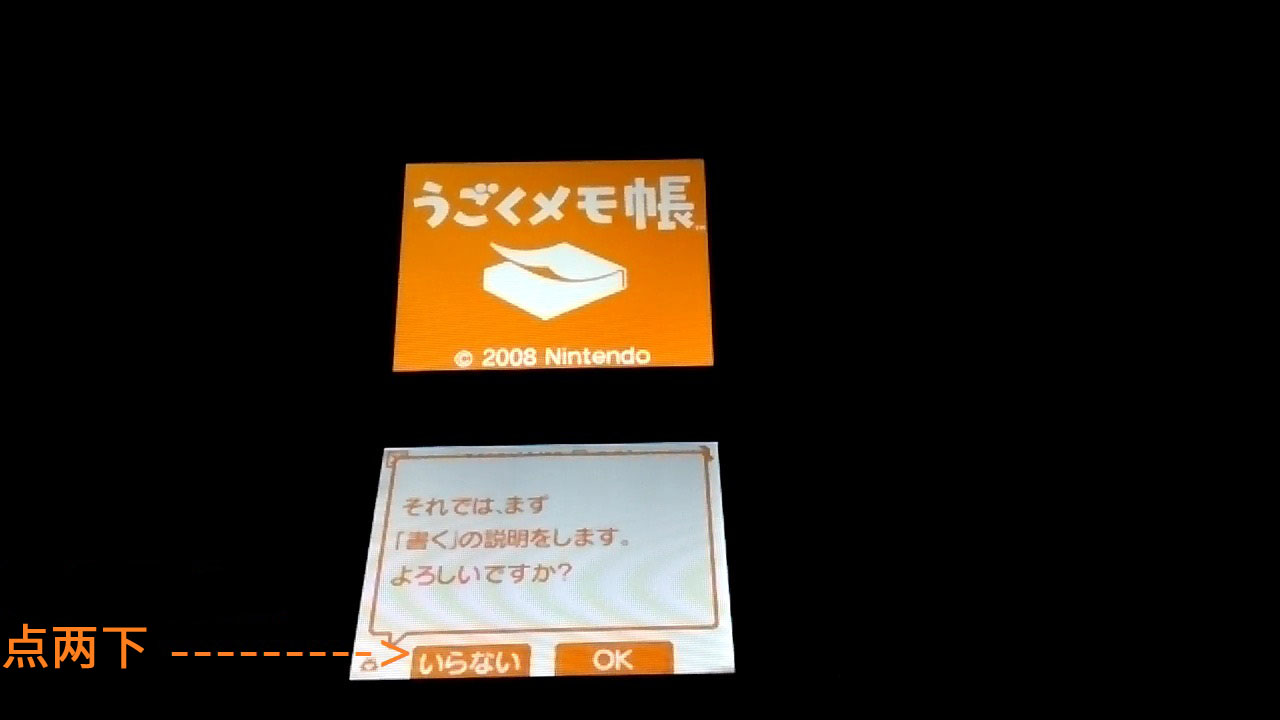 うごくメモ帳
© 2008 Nintendo
それでは、まず
「書く」の説明をします。
よろしいですか?
点两下 --------->
いらない
OK